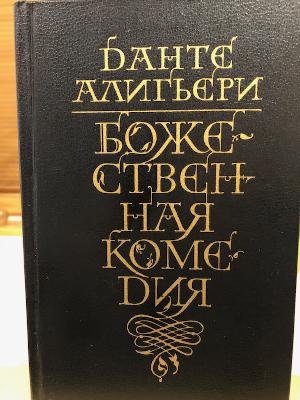 ДАНТЕ
АЛИГЬЕРИ
БОЖЕ-
СТВЕН-
НАЯ
КОМЕ-
ДИЯ